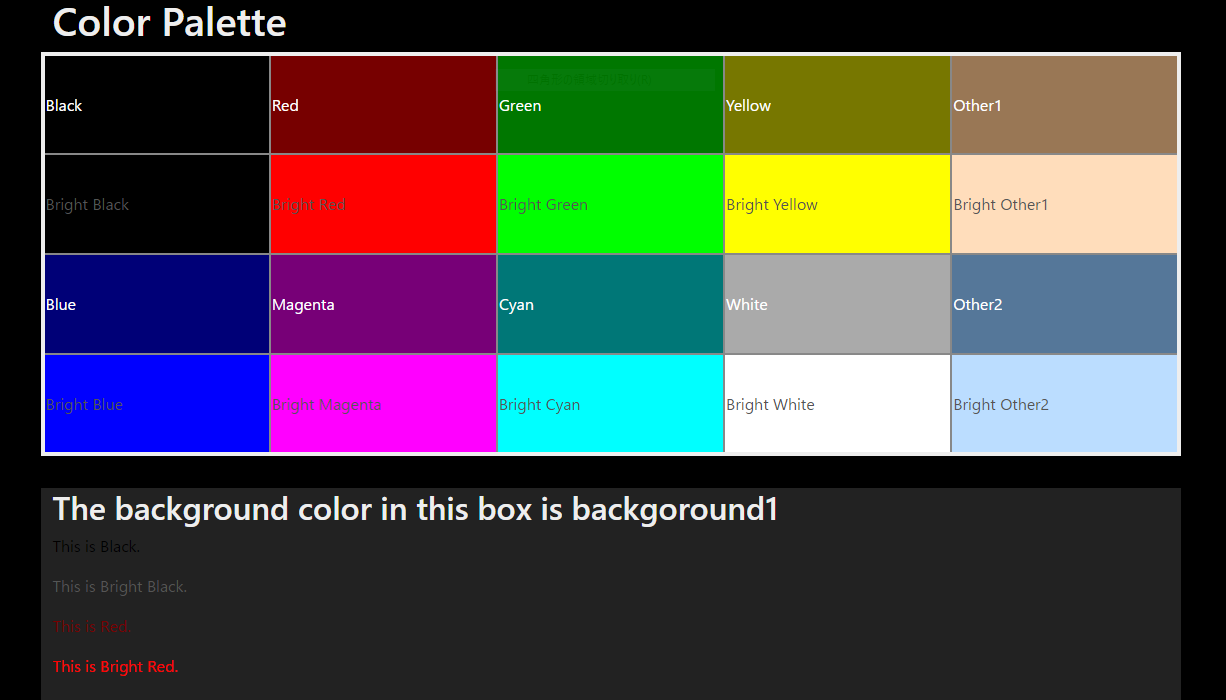 Color Palette
Black Red Green Yellow Other1
Bright Black Bright Red Bright Green Bright Yellow Bright Other1
Blue Magenta Cyan White Other2
Bright Blue Bright Magenta Bright Cyan Bright White Bright Other2
The background color in this box is backgoround1
This is Black.
This is Bright Black.
This is Red.
This is Bright Red.